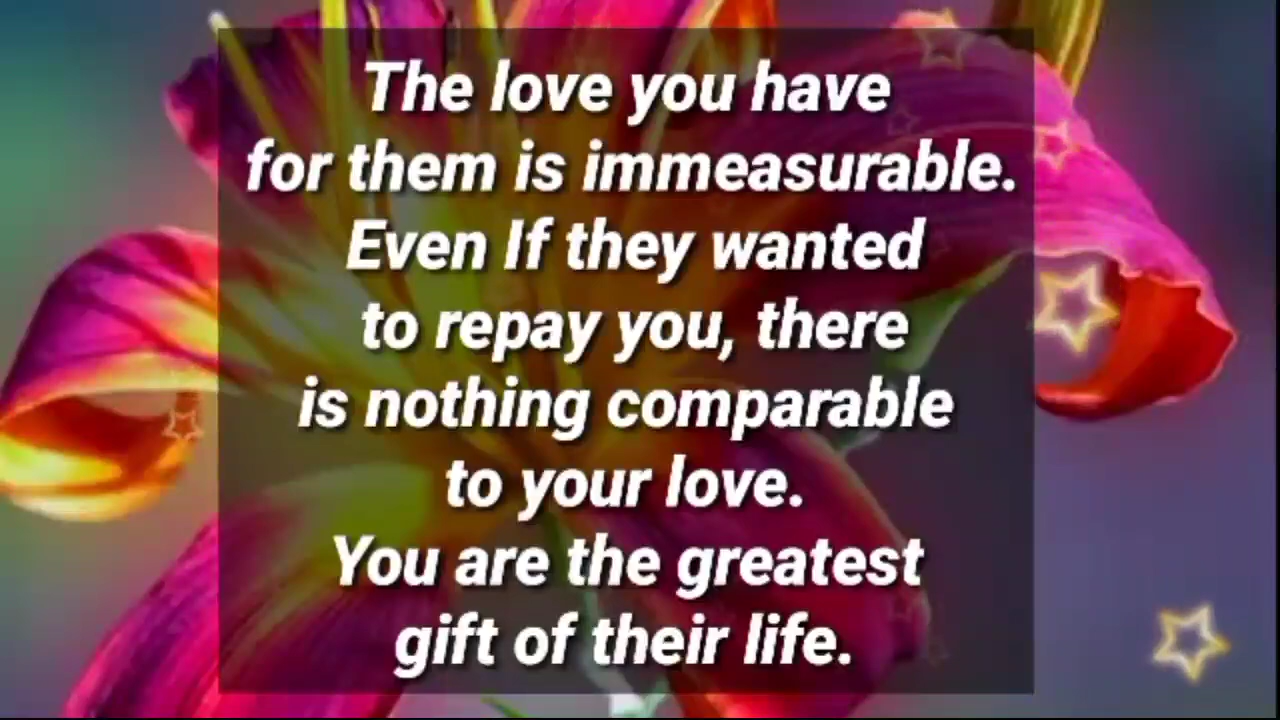 The love you have
for them is immeasurable.
Even If they wanted
to repay you, there
is nothing comparable
to your love.
You are the greatest
gift of their life.